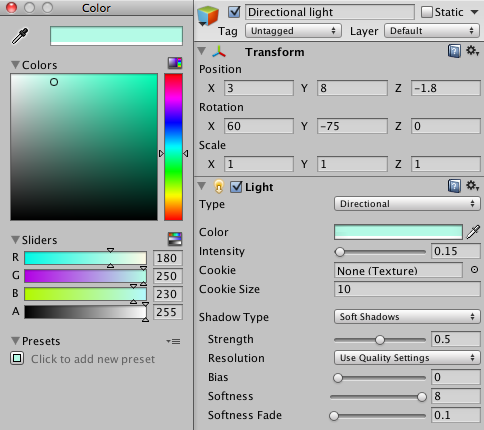 Color
Colors
Sliders
R 180
G 250
B 230
A 255
Presets
Click to add new preset
Directional light Static
Tag Untagged Layer Default
Transform
Position
X 3 Y 8 Z -1.8
Rotation
X 60 Y -75 Z 0
Scale
X 1 Y 1 Z 1
Light
Type Directional
Color
Intensity 0.15
Cookie None (Texture)
Cookie Size 10
Shadow Type Soft Shadows
Strength 0.5
Resolution Use Quality Settings
Bias 0
Softness 8
Softness Fade 0.1